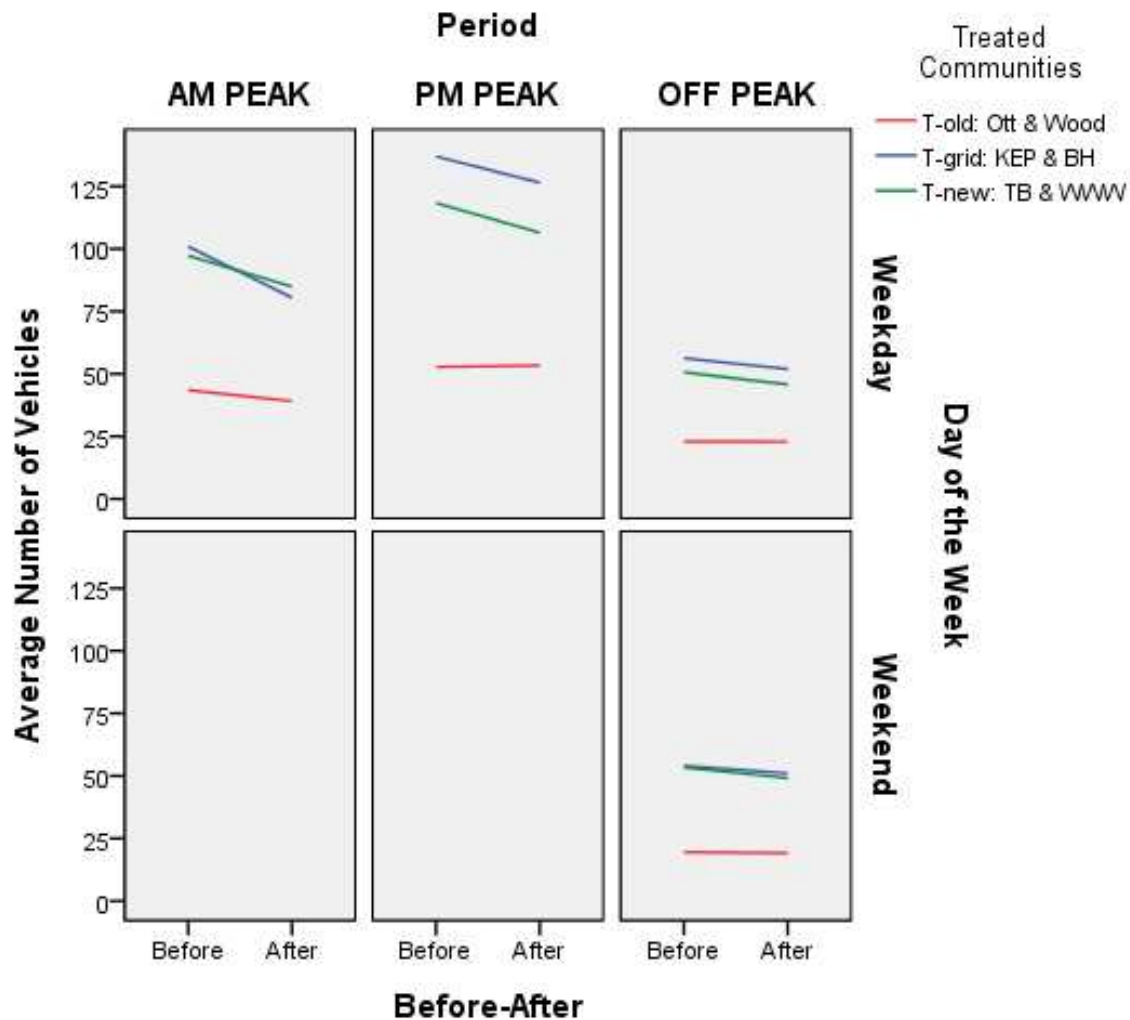 Period
AM PEAK
PM PEAK
OFF PEAK
Treated
Communities
T-old: Ott & Wood
T-grid: KEP & BH
T-new: TB & WWW
Average Number of Vehicles
125
100
75
50
25
0
125
100
75
50
25
0
Weekday
Weekend
Day of the Week
Before
After
Before
After
Before
After
Before-After